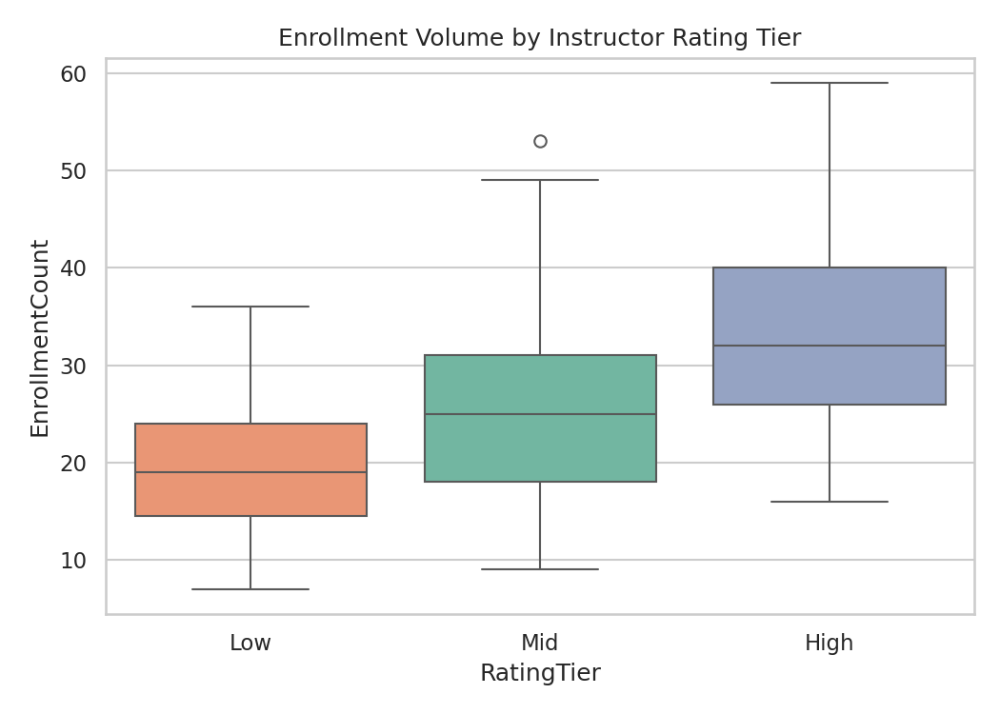 Enrollment Volume by Instructor Rating Tier
60
50
40
30
20
10
EnrollmentCount
Low
Mid
High
RatingTier